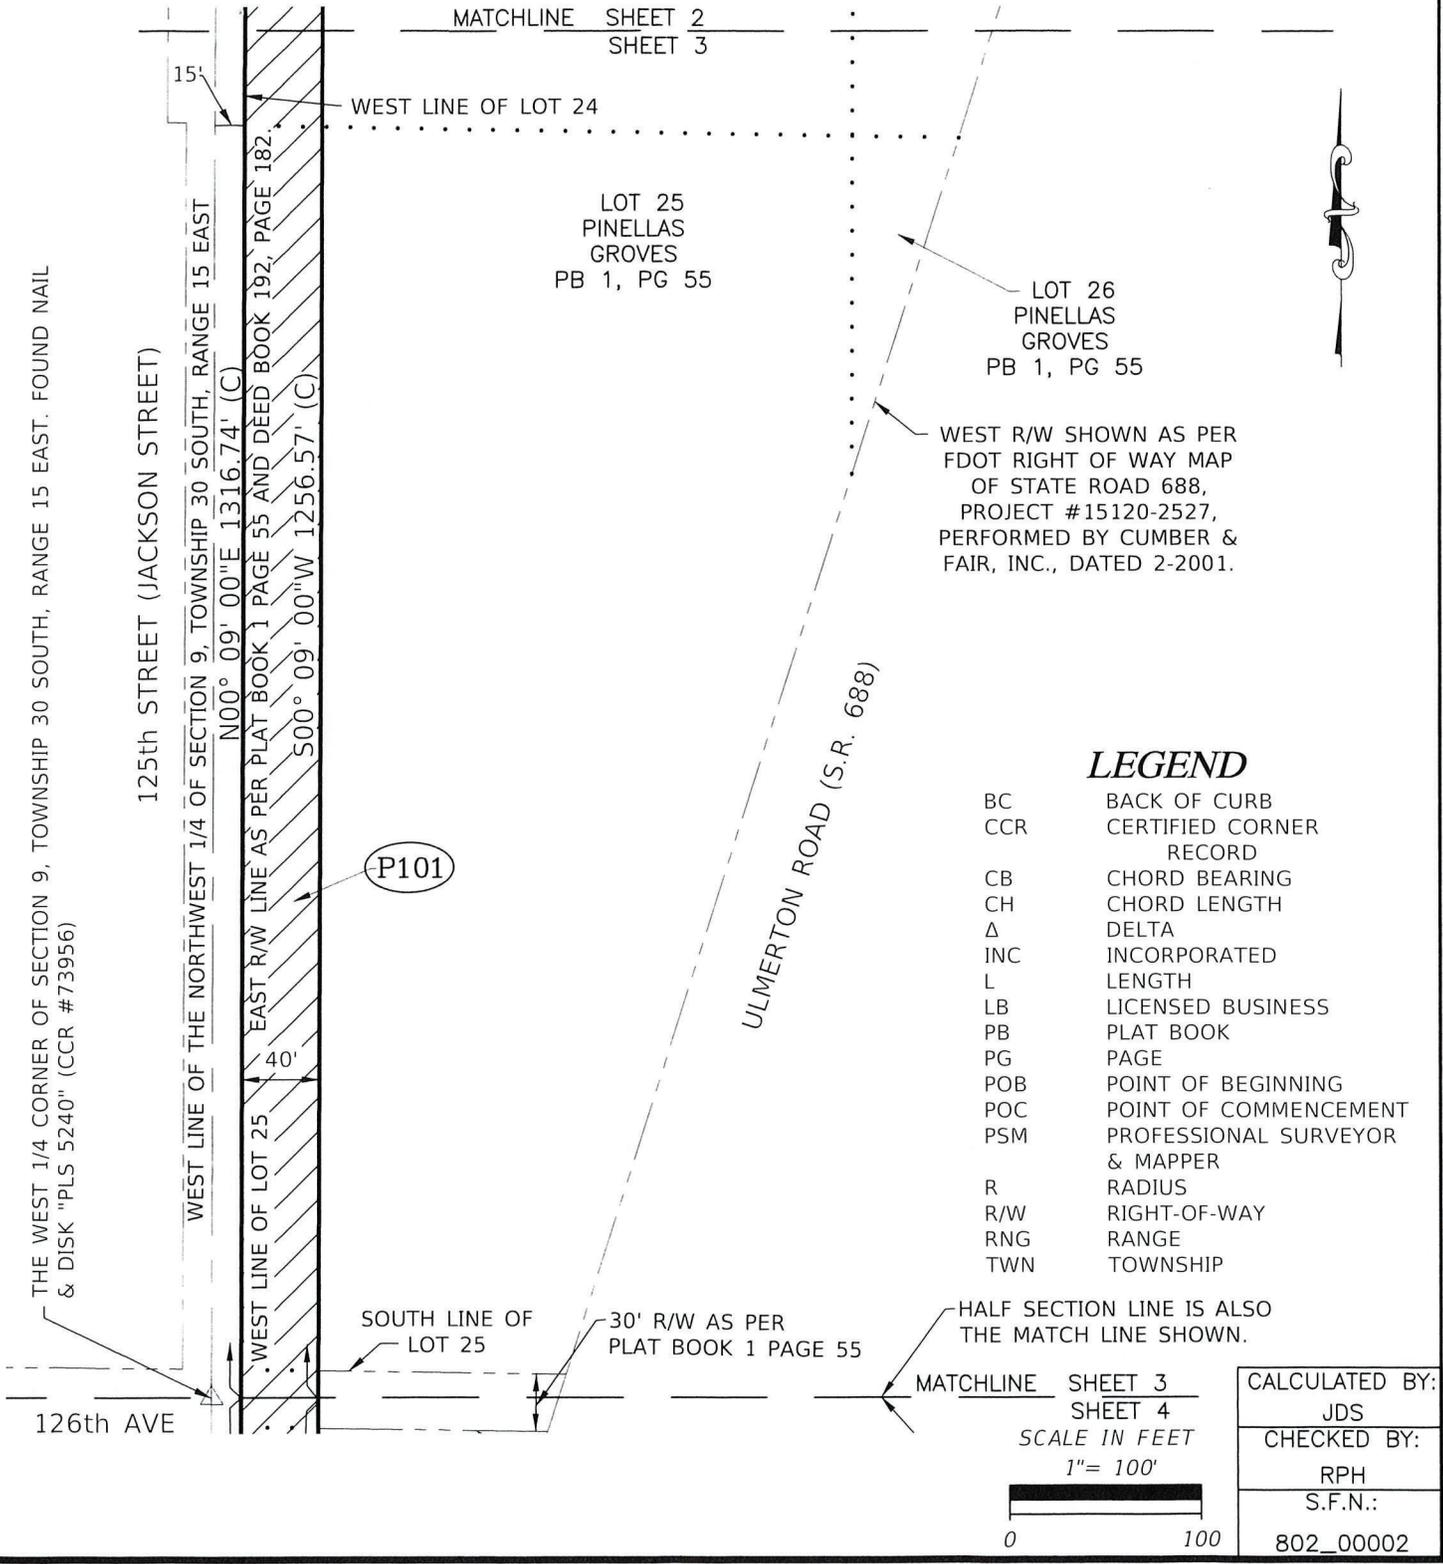 MATCHLINE SHEET 2
SHEET 3
15'
WEST LINE OF LOT 24
LOT 25
PINELLAS
GROVES
PB 1, PG 55
LOT 26
PINELLAS
GROVES
PB 1, PG 55
WEST R/W SHOWN AS PER
FDOT RIGHT OF WAY MAP
OF STATE ROAD 688,
PROJECT #15120-2527,
PERFORMED BY CUMBER &
FAIR, INC., DATED 2-2001.
THE WEST 1/4 CORNER OF SECTION 9, TOWNSHIP 30 SOUTH, RANGE 15 EAST. FOUND NAIL
& DISK "PLS 5240" (CCR #73956)
125th STREET (JACKSON STREET)
WEST LINE OF THE NORTHWEST 1/4 OF SECTION 9, TOWNSHIP 30 SOUTH, RANGE 15 EAST
N00° 09' 00"E 1316.74' (C)
EAST R/W LINE AS PER PLAT BOOK 1 PAGE 55 AND DEED BOOK 192, PAGE 182.
S00° 09' 00"W 1256.57' (C)
P101
40'
WEST LINE OF LOT 25
ULMERTON ROAD (S.R. 688)
LEGEND
BC BACK OF CURB
CCR CERTIFIED CORNER
RECORD
CB CHORD BEARING
CH CHORD LENGTH
Δ DELTA
INC INCORPORATED
L LENGTH
LB LICENSED BUSINESS
PB PLAT BOOK
PG PAGE
POB POINT OF BEGINNING
POC POINT OF COMMENCEMENT
PSM PROFESSIONAL SURVEYOR
& MAPPER
R RADIUS
R/W RIGHT-OF-WAY
RNG RANGE
TWN TOWNSHIP
SOUTH LINE OF
LOT 25
30' R/W AS PER
PLAT BOOK 1 PAGE 55
HALF SECTION LINE IS ALSO
THE MATCH LINE SHOWN.
126th AVE
MATCHLINE SHEET 3
SHEET 4
SCALE IN FEET
1"= 100'
0 100
CALCULATED BY:
JDS
CHECKED BY:
RPH
S.F.N.:
802_00002